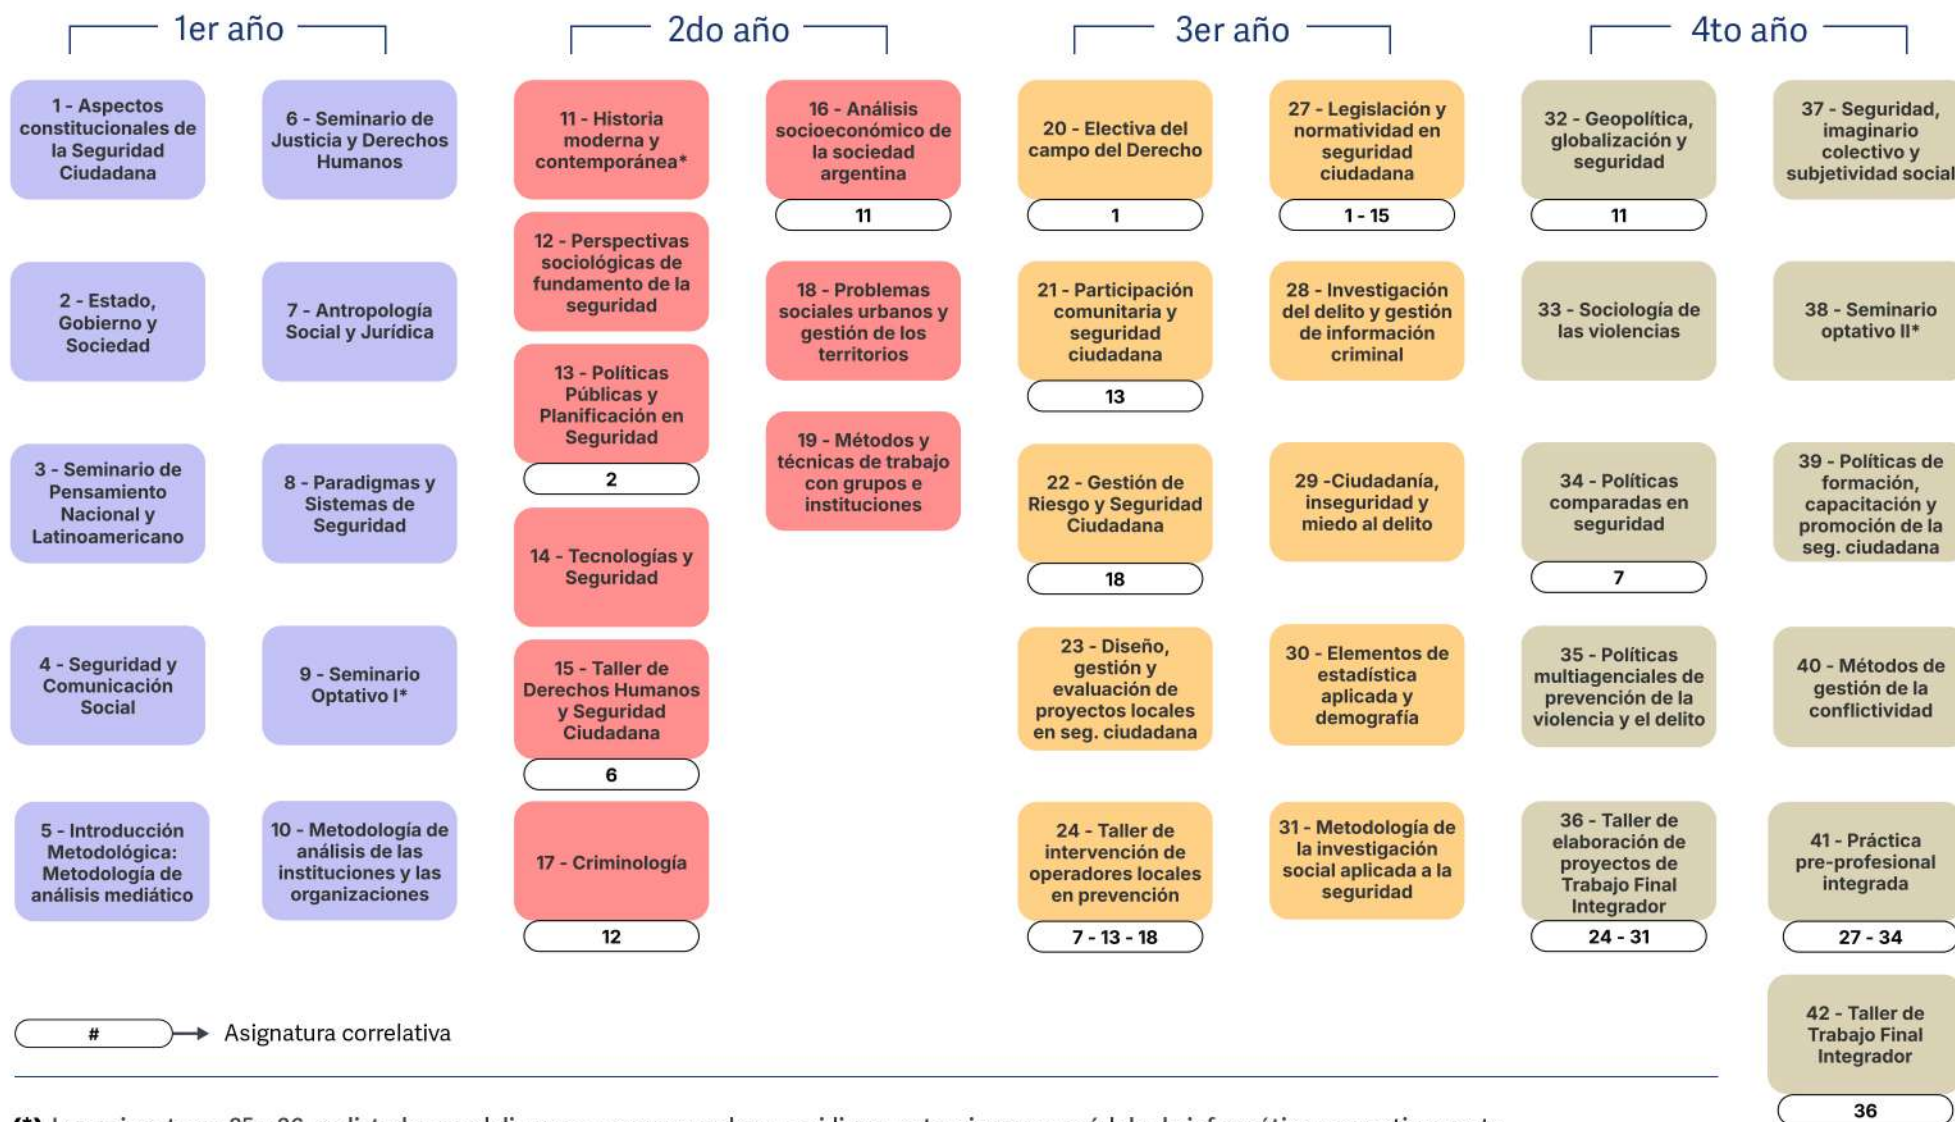 1er año
1 - Aspectos
constitucionales de
la Seguridad
Ciudadana
2 - Estado,
Gobierno y
Sociedad
3 - Seminario de
Pensamiento
Nacional y
Latinoamericano
4 - Seguridad y
Comunicación
Social
5 - Introducción
Metodológica:
Metodología de
análisis mediático
6 - Seminario de
Justicia y Derechos
Humanos
7 - Antropología
Social y Jurídica
8 - Paradigmas y
Sistemas de
Seguridad
9 - Seminario
Optativo I*
10 - Metodología de
análisis de las
instituciones y las
organizaciones
2do año
11 - Historia
moderna y
contemporánea*
12 - Perspectivas
sociológicas de
fundamento de la
seguridad
13 - Políticas
Públicas y
Planificación en
Seguridad
2
14 - Tecnologías y
Seguridad
15 - Taller de
Derechos Humanos
y Seguridad
Ciudadana
6
17 - Criminología
12
16 - Análisis
socioeconómico de
la sociedad
argentina
11
18 - Problemas
sociales urbanos y
gestión de los
territorios
19 - Métodos y
técnicas de trabajo
con grupos e
instituciones
3er año
20 - Electiva del
campo del Derecho
1
21 - Participación
comunitaria y
seguridad
ciudadana
13
22 - Gestión de
Riesgo y Seguridad
Ciudadana
18
23 - Diseño,
gestión y
evaluación de
proyectos locales
en seg. ciudadana
24 - Taller de
intervención de
operadores locales
en prevención
7 - 13 - 18
27 - Legislación y
normatividad en
seguridad
ciudadana
1 - 15
28 - Investigación
del delito y gestión
de información
criminal
29 -Ciudadanía,
inseguridad y
miedo al delito
30 - Elementos de
estadística
aplicada y
demografía
31 - Metodología de
la investigación
social aplicada a la
seguridad
4to año
32 - Geopolítica,
globalización y
seguridad
11
33 - Sociología de
las violencias
34 - Políticas
comparadas en
seguridad
7
35 - Políticas
multiagenciales de
prevención de la
violencia y el delito
36 - Taller de
elaboración de
proyectos de
Trabajo Final
Integrador
24 - 31
37 - Seguridad,
imaginario
colectivo y
subjetividad social
38 - Seminario
optativo II*
39 - Políticas de
formación,
capacitación y
promoción de la
seg. ciudadana
40 - Métodos de
gestión de la
conflictividad
41 - Práctica
pre-profesional
integrada
27 - 34
42 - Taller de
Trabajo Final
Integrador
36
# Asignatura correlativa
(*)